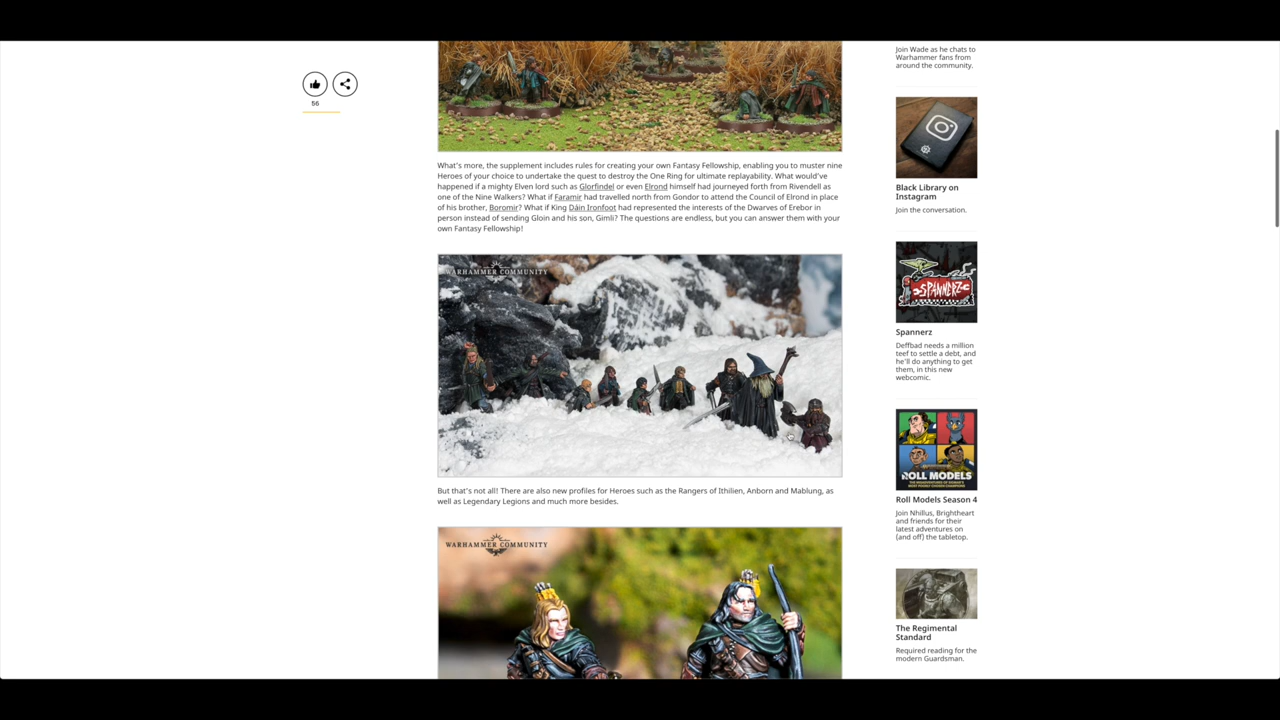 56
What's more, the supplement includes rules for creating your own Fantasy Fellowship, enabling you to muster nine
Heroes of your choice to undertake the quest to destroy the One Ring for ultimate replayability. What would've
happened if a mighty Elven lord such as Glorfindel or even Elrond himself had journeyed forth from Rivendell as
one of the Nine Walkers? What if Faramir had travelled north from Gondor to attend the Council of Elrond in place
of his brother, Boromir? What if King Dáin Ironfoot had represented the interests of the Dwarves of Erebor in
person instead of sending Gloin and his son, Gimli? The questions are endless, but you can answer them with your
own Fantasy Fellowship!
WARHAMMER COMMUNITY
But that's not all! There are also new profiles for Heroes such as the Rangers of Ithilien, Anborn and Mablung, as
well as Legendary Legions and much more besides.
WARHAMMER COMMUNITY
Join Wade as he chats to
Warhammer fans from
around the community.
Black Library on
Instagram
Join the conversation.
SPANNERZ
Spannerz
Deffbad needs a million
teef to settle a debt, and
he'll do anything to get
them, in this new
webcomic.
ROLL MODELS
Roll Models Season 4
Join Nhillus, Brightheart
and friends for their
latest adventures on
(and off) the tabletop.
The Regimental
Standard
Required reading for the
modern Guardsman.